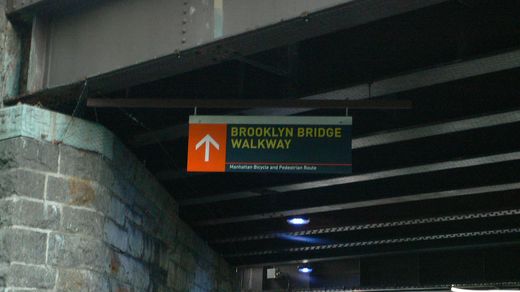 BROOKLYN BRIDGE
WALKWAY
Manhattan Bicycle and Pedestrian Route